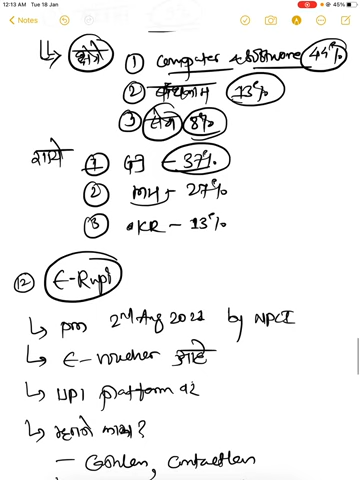 12:13 AM Tue 18 Jan
45%
Notes
क्षेत्रे ① Computer & Software 44%
② बांधकाम 13%
③ सेवा 8%
राज्ये ① GJ - 37%
② MH - 27%
③ KR - 13%
⑫ E-Rupi
↳ PM 2nd Aug 2021 by NPCI
↳ E-voucher आहे
↳ UPI platform वर
↳ म्हणजे काय?
- Cashless, Contactless